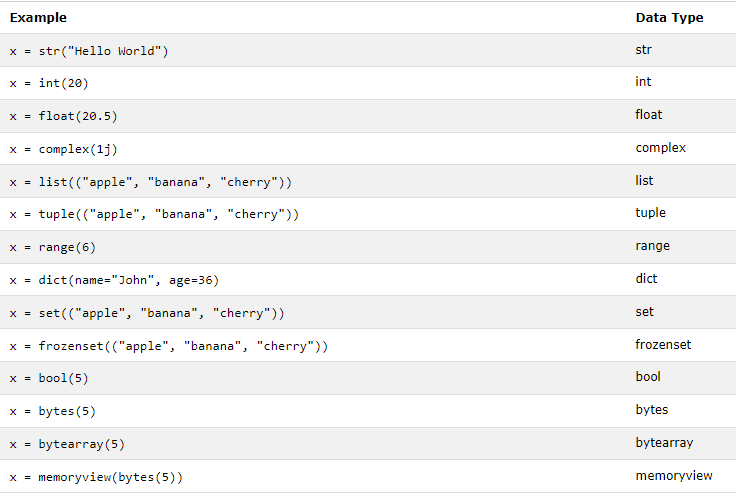 Example Data Type
x = str("Hello World") str
x = int(20) int
x = float(20.5) float
x = complex(1j) complex
x = list(("apple", "banana", "cherry")) list
x = tuple(("apple", "banana", "cherry")) tuple
x = range(6) range
x = dict(name="John", age=36) dict
x = set(("apple", "banana", "cherry")) set
x = frozenset(("apple", "banana", "cherry")) frozenset
x = bool(5) bool
x = bytes(5) bytes
x = bytearray(5) bytearray
x = memoryview(bytes(5)) memoryview